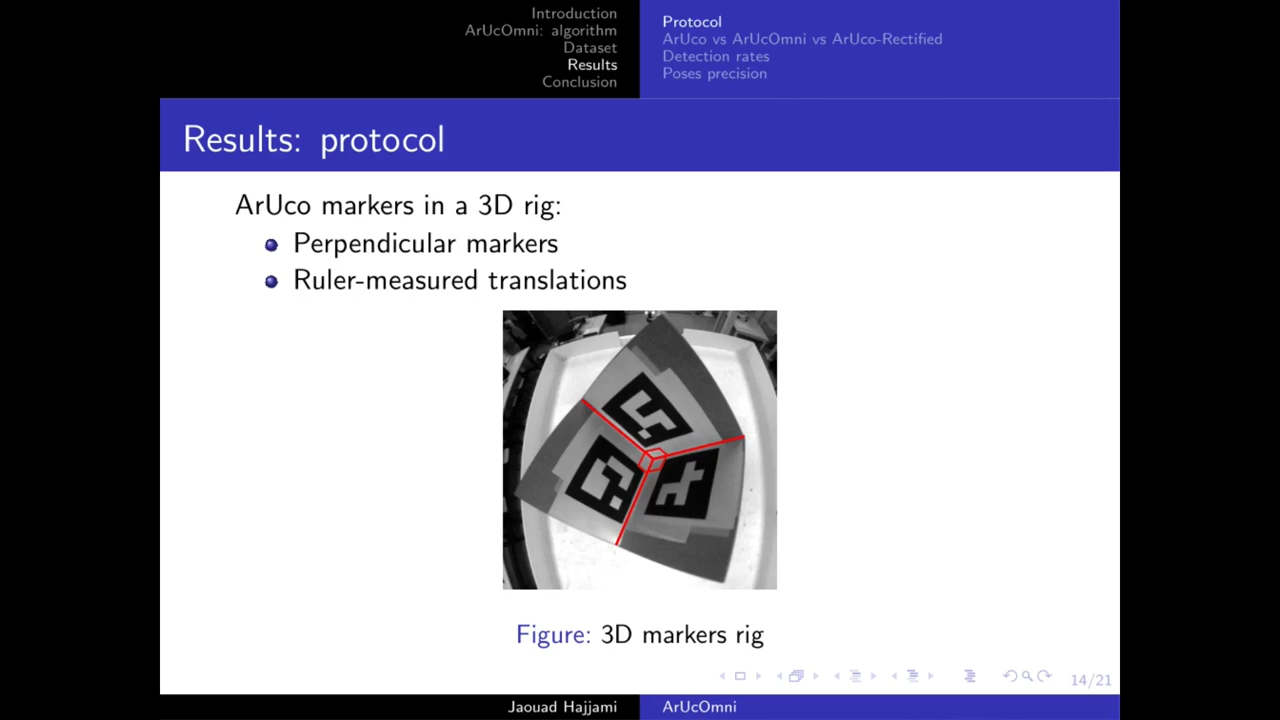 Introduction
ArUcOmni: algorithm
Dataset
Results
Conclusion
Protocol
ArUco vs ArUcOmni vs ArUco-Rectified
Detection rates
Poses precision
Results: protocol
ArUco markers in a 3D rig:
Perpendicular markers
Ruler-measured translations
Figure: 3D markers rig
14/21
Jaouad Hajjami
ArUcOmni